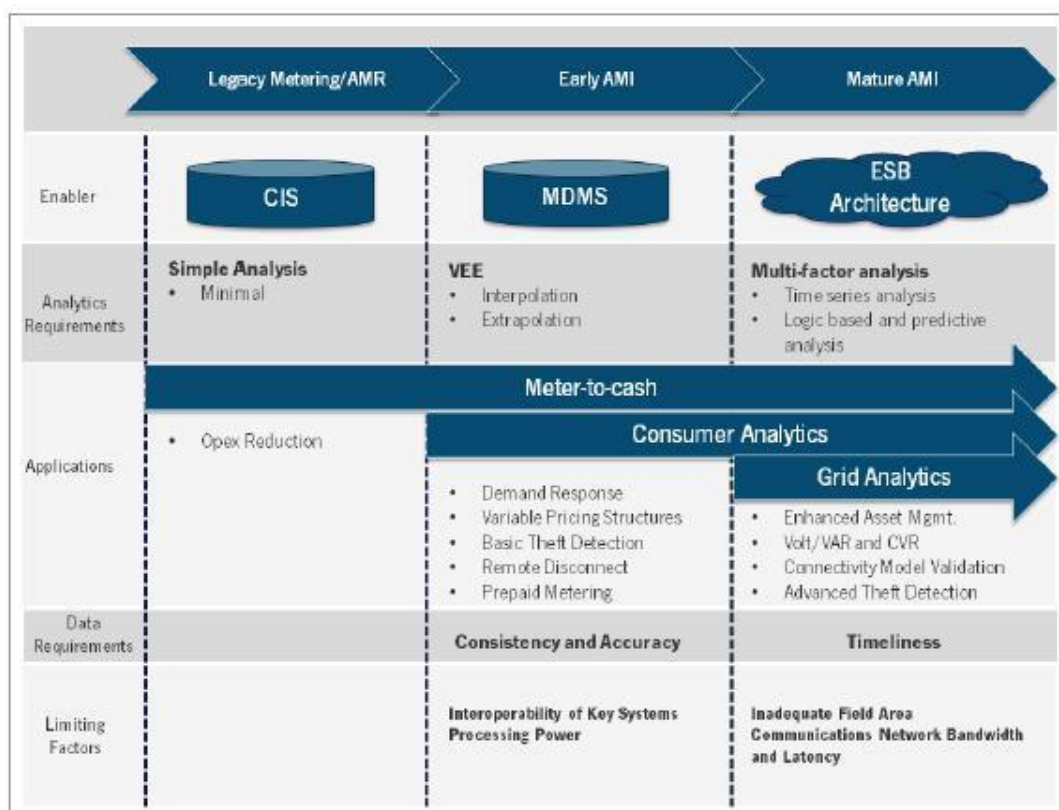 Legacy Metering/AMR
Early AMI
Mature AMI
Enabler
CIS
MDMS
ESB
Architecture
Analytics
Requirements
Simple Analysis
• Minimal
VEE
• Interpolation
• Extrapolation
Multi-factor analysis
• Time series analysis
• Logic based and predictive
analysis
Applications
Meter-to-cash
• Opex Reduction
Consumer Analytics
• Demand Response
• Variable Pricing Structures
• Basic Theft Detection
• Remote Disconnect
• Prepaid Metering
Grid Analytics
• Enhanced Asset Mgmt.
• Volt/VAR and CVR
• Connectivity Model Validation
• Advanced Theft Detection
Data
Requirements
Consistency and Accuracy
Timeliness
Limiting
Factors
Interoperability of Key Systems
Processing Power
Inadequate Field Area
Communications Network Bandwidth
and Latency